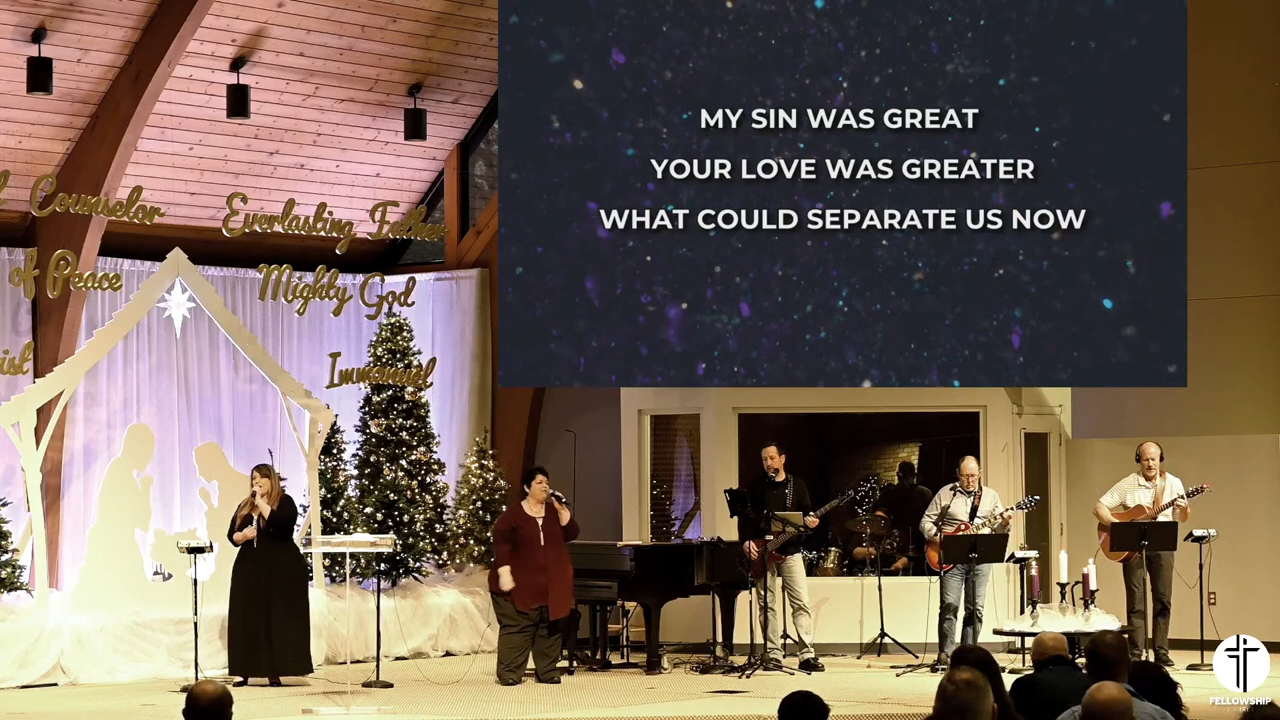 MY SIN WAS GREAT
YOUR LOVE WAS GREATER
WHAT COULD SEPARATE US NOW
Counselor
Everlasting Father
of Peace
Mighty God
Immanuel
FELLOWSHIP